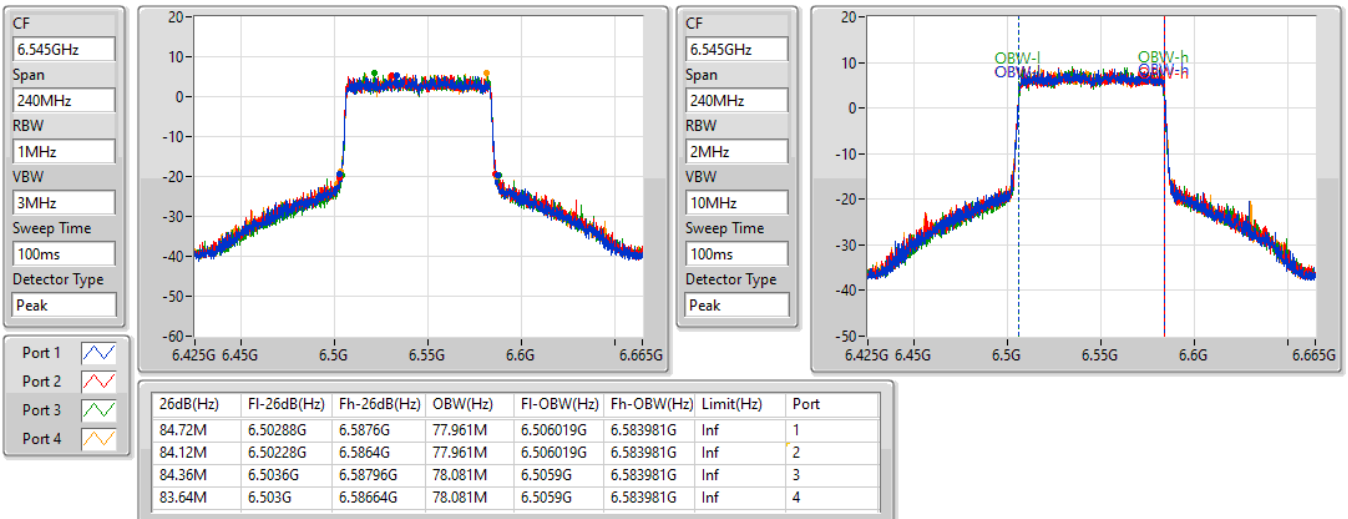 CF
6.545GHz
Span
240MHz
RBW
1MHz
VBW
3MHz
Sweep Time
100ms
Detector Type
Peak
20
10
0
-10
-20
-30
-40
-50
-60
6.425G 6.45G 6.5G 6.55G 6.6G 6.665G
CF
6.545GHz
Span
240MHz
RBW
2MHz
VBW
10MHz
Sweep Time
100ms
Detector Type
Peak
20
10
0
-10
-20
-30
-40
-50
OBW-l OBW-h
OBW-l OBW-h
6.425G 6.45G 6.5G 6.55G 6.6G 6.665G
Port 1
Port 2
Port 3
Port 4
26dB(Hz) Fl-26dB(Hz) Fh-26dB(Hz) OBW(Hz) Fl-OBW(Hz) Fh-OBW(Hz) Limit(Hz) Port
84.72M 6.50288G 6.5876G 77.961M 6.506019G 6.583981G Inf 1
84.12M 6.50228G 6.5864G 77.961M 6.506019G 6.583981G Inf 2
84.36M 6.5036G 6.58796G 78.081M 6.5059G 6.583981G Inf 3
83.64M 6.503G 6.58664G 78.081M 6.5059G 6.583981G Inf 4